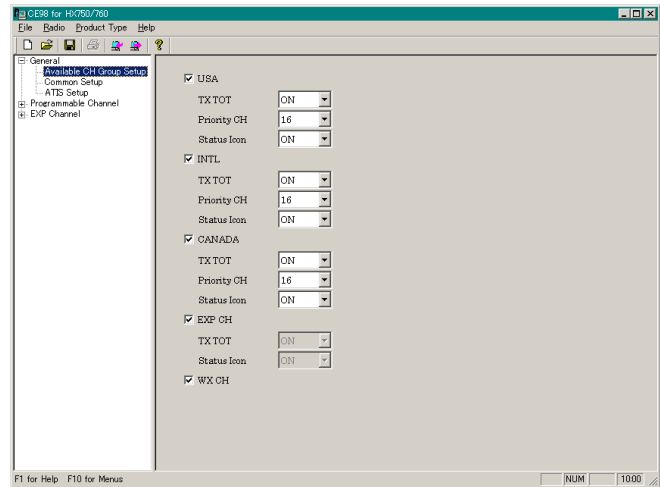 CE98 for HX750/760
File Radio Product Type Help
General
Available CH Group Setup
Common Setup
ATIS Setup
Programmable Channel
EXP Channel
USA
TX TOT ON
Priority CH 16
Status Icon ON
INTL
TX TOT ON
Priority CH 16
Status Icon ON
CANADA
TX TOT ON
Priority CH 16
Status Icon ON
EXP CH
TX TOT ON
Status Icon ON
WX CH
F1 for Help F10 for Menus NUM 10:00